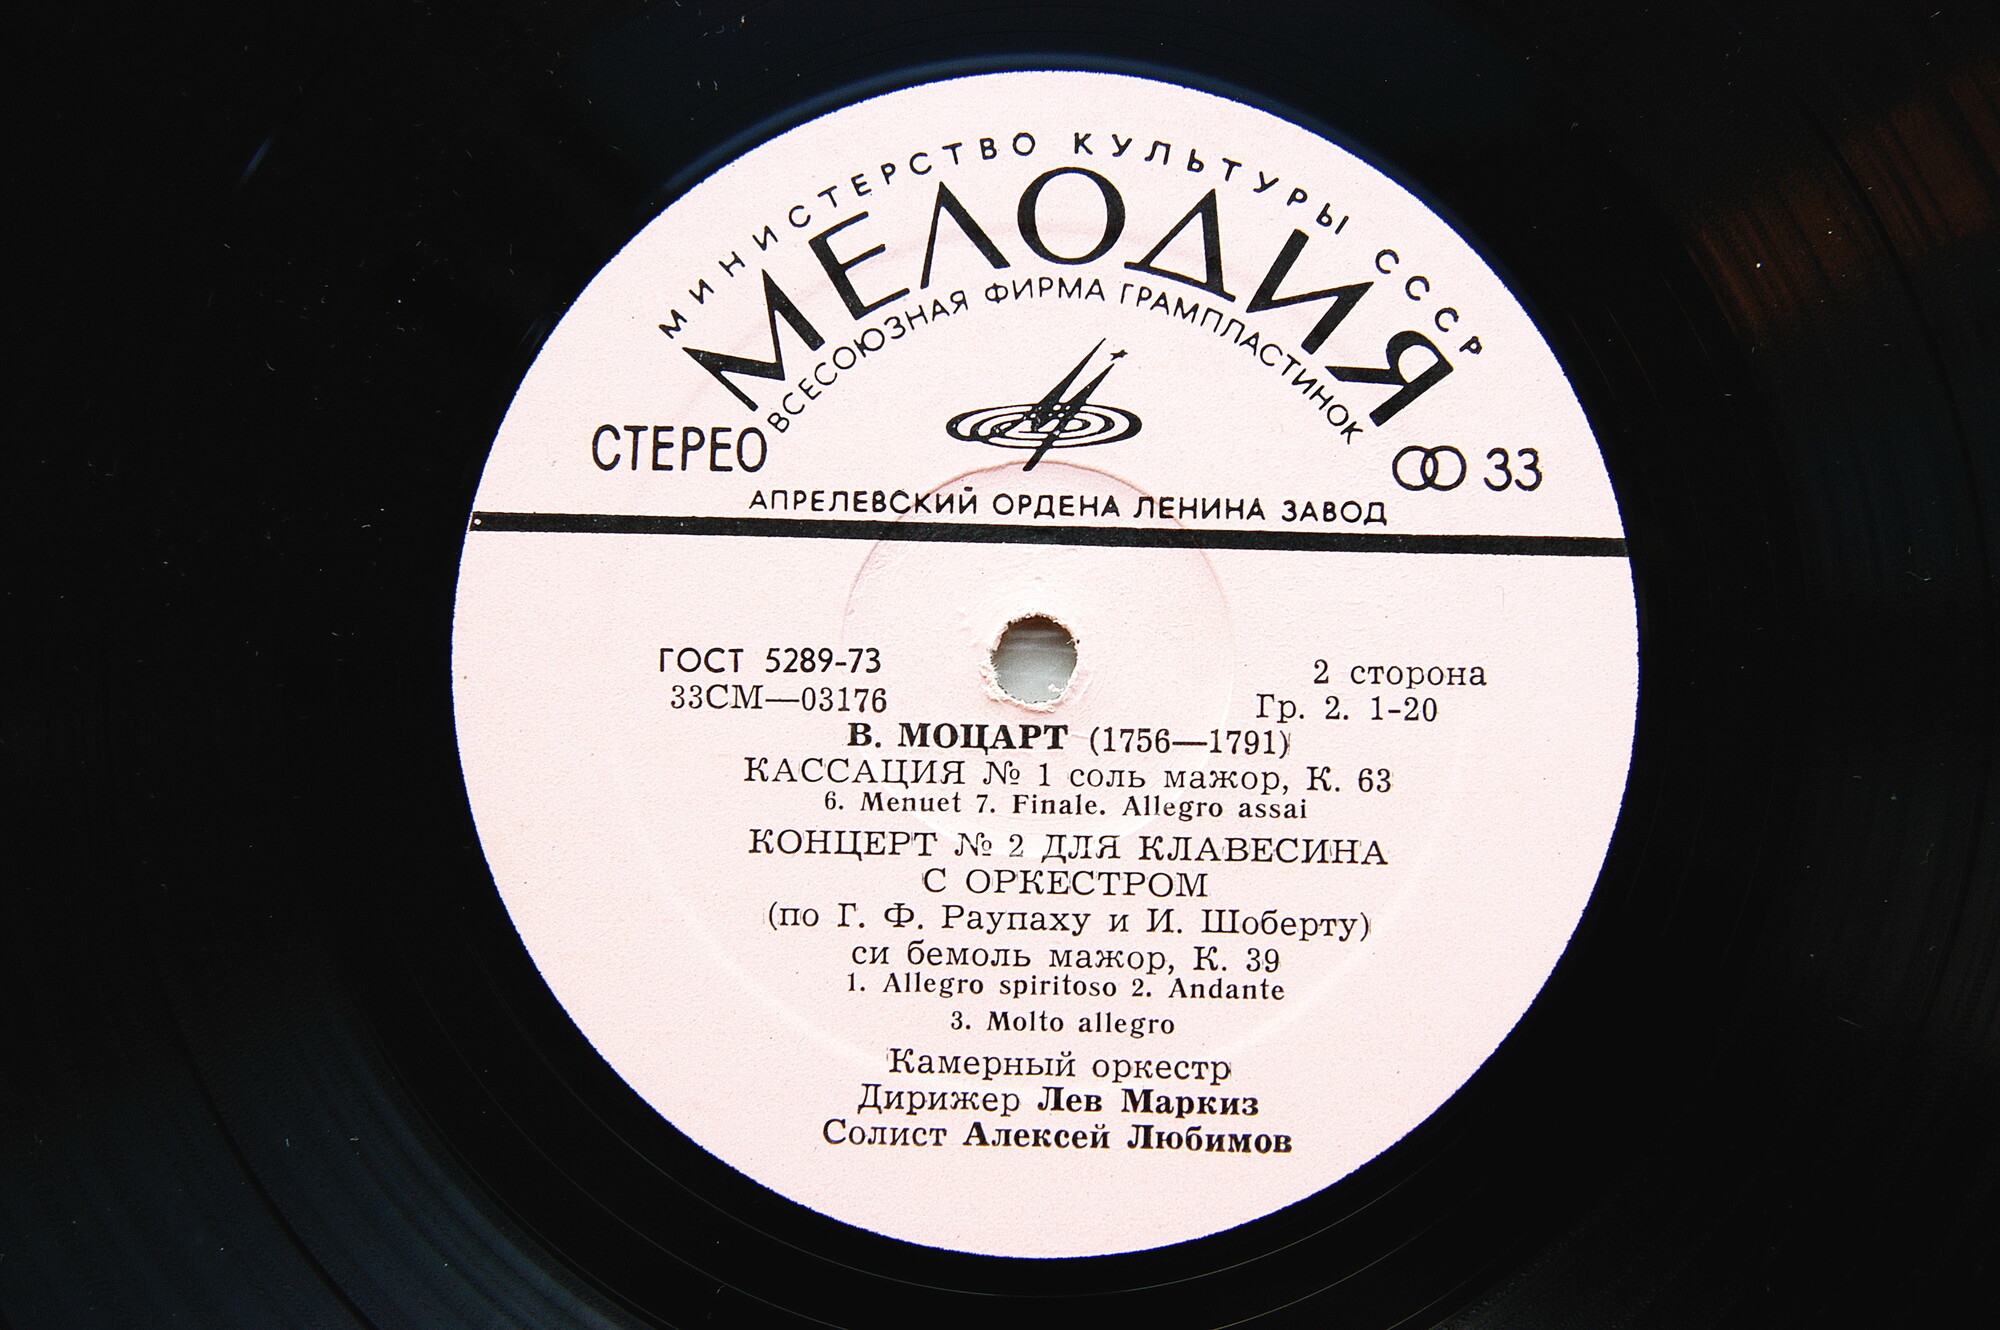 МИНИСТЕРСТВО КУЛЬТУРЫ СССР
МЕЛОДИЯ
ВСЕСОЮЗНАЯ ФИРМА ГРАМПЛАСТИНОК
СТЕРЕО
33
АПРЕЛЕВСКИЙ ОРДЕНА ЛЕНИНА ЗАВОД
ГОСТ 5289-73
2 сторона
33СМ—03176
Гр. 2. 1-20
В. МОЦАРТ (1756—1791)
КАССАЦИЯ № 1 соль мажор, К. 63
6. Menuet 7. Finale. Allegro assai
КОНЦЕРТ № 2 ДЛЯ КЛАВЕСИНА
С ОРКЕСТРОМ
(по Г. Ф. Раупаху и И. Шоберту)
си бемоль мажор, К. 39
1. Allegro spiritoso 2. Andante
3. Molto allegro
Камерный оркестр
Дирижер Лев Маркиз
Солист Алексей Любимов